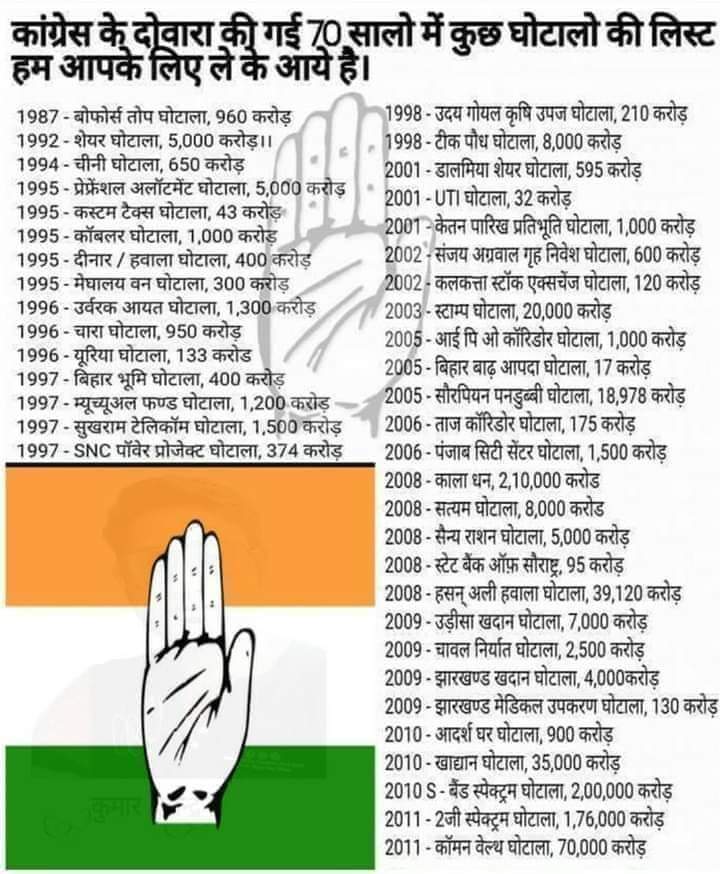 कांग्रेस के दोवारा की गई 70 सालो में कुछ घोटालो की लिस्ट
हम आपके लिए ले के आये है।
1987 - बोफोर्स तोप घोटाला, 960 करोड़
1992 - शेयर घोटाला, 5,000 करोड़।।
1994 - चीनी घोटाला, 650 करोड़
1995 - प्रेफ्रेंशल अलॉटमेंट घोटाला, 5,000 करोड़
1995 - कस्टम टैक्स घोटाला, 43 करोड़
1995 - कॉबलर घोटाला, 1,000 करोड़
1995 - दीनार / हवाला घोटाला, 400 करोड़
1995 - मेघालय वन घोटाला, 300 करोड़
1996 - उर्वरक आयत घोटाला, 1,300 करोड़
1996 - चारा घोटाला, 950 करोड़
1996 - यूरिया घोटाला, 133 करोड
1997 - बिहार भूमि घोटाला, 400 करोड़
1997 - म्यूच्यूअल फण्ड घोटाला, 1,200 करोड़
1997 - सुखराम टेलिकॉम घोटाला, 1,500 करोड़
1997 - SNC पॉवेर प्रोजेक्ट घोटाला, 374 करोड़
1998 - उदय गोयल कृषि उपज घोटाला, 210 करोड़
1998 - टीक पौध घोटाला, 8,000 करोड़
2001 - डालमिया शेयर घोटाला, 595 करोड़
2001 - UTI घोटाला, 32 करोड़
2001 - केतन पारिख प्रतिभूति घोटाला, 1,000 करोड़
2002 - संजय अग्रवाल गृह निवेश घोटाला, 600 करोड़
2002 - कलकत्ता स्टॉक एक्सचेंज घोटाला, 120 करोड़
2003 - स्टाम्प घोटाला, 20,000 करोड़
2005 - आई पि ओ कॉरिडोर घोटाला, 1,000 करोड़
2005 - बिहार बाढ़ आपदा घोटाला, 17 करोड़
2005 - सौरपियन पनडुब्बी घोटाला, 18,978 करोड़
2006 - ताज कॉरिडोर घोटाला, 175 करोड़
2006 - पंजाब सिटी सेंटर घोटाला, 1,500 करोड़
2008 - काला धन, 2,10,000 करोड
2008 - सत्यम घोटाला, 8,000 करोड
2008 - सैन्य राशन घोटाला, 5,000 करोड़
2008 - स्टेट बैंक ऑफ़ सौराष्ट्र, 95 करोड़
2008 - हसन् अली हवाला घोटाला, 39,120 करोड़
2009 - उड़ीसा खदान घोटाला, 7,000 करोड़
2009 - चावल निर्यात घोटाला, 2,500 करोड़
2009 - झारखण्ड खदान घोटाला, 4,000करोड़
2009 - झारखण्ड मेडिकल उपकरण घोटाला, 130 करोड़
2010 - आदर्श घर घोटाला, 900 करोड़
2010 - खाद्यान घोटाला, 35,000 करोड़
2010 S - बैंड स्पेक्ट्रम घोटाला, 2,00,000 करोड़
2011 - 2जी स्पेक्ट्रम घोटाला, 1,76,000 करोड़
2011 - कॉमन वेल्थ घोटाला, 70,000 करोड़
कुमार